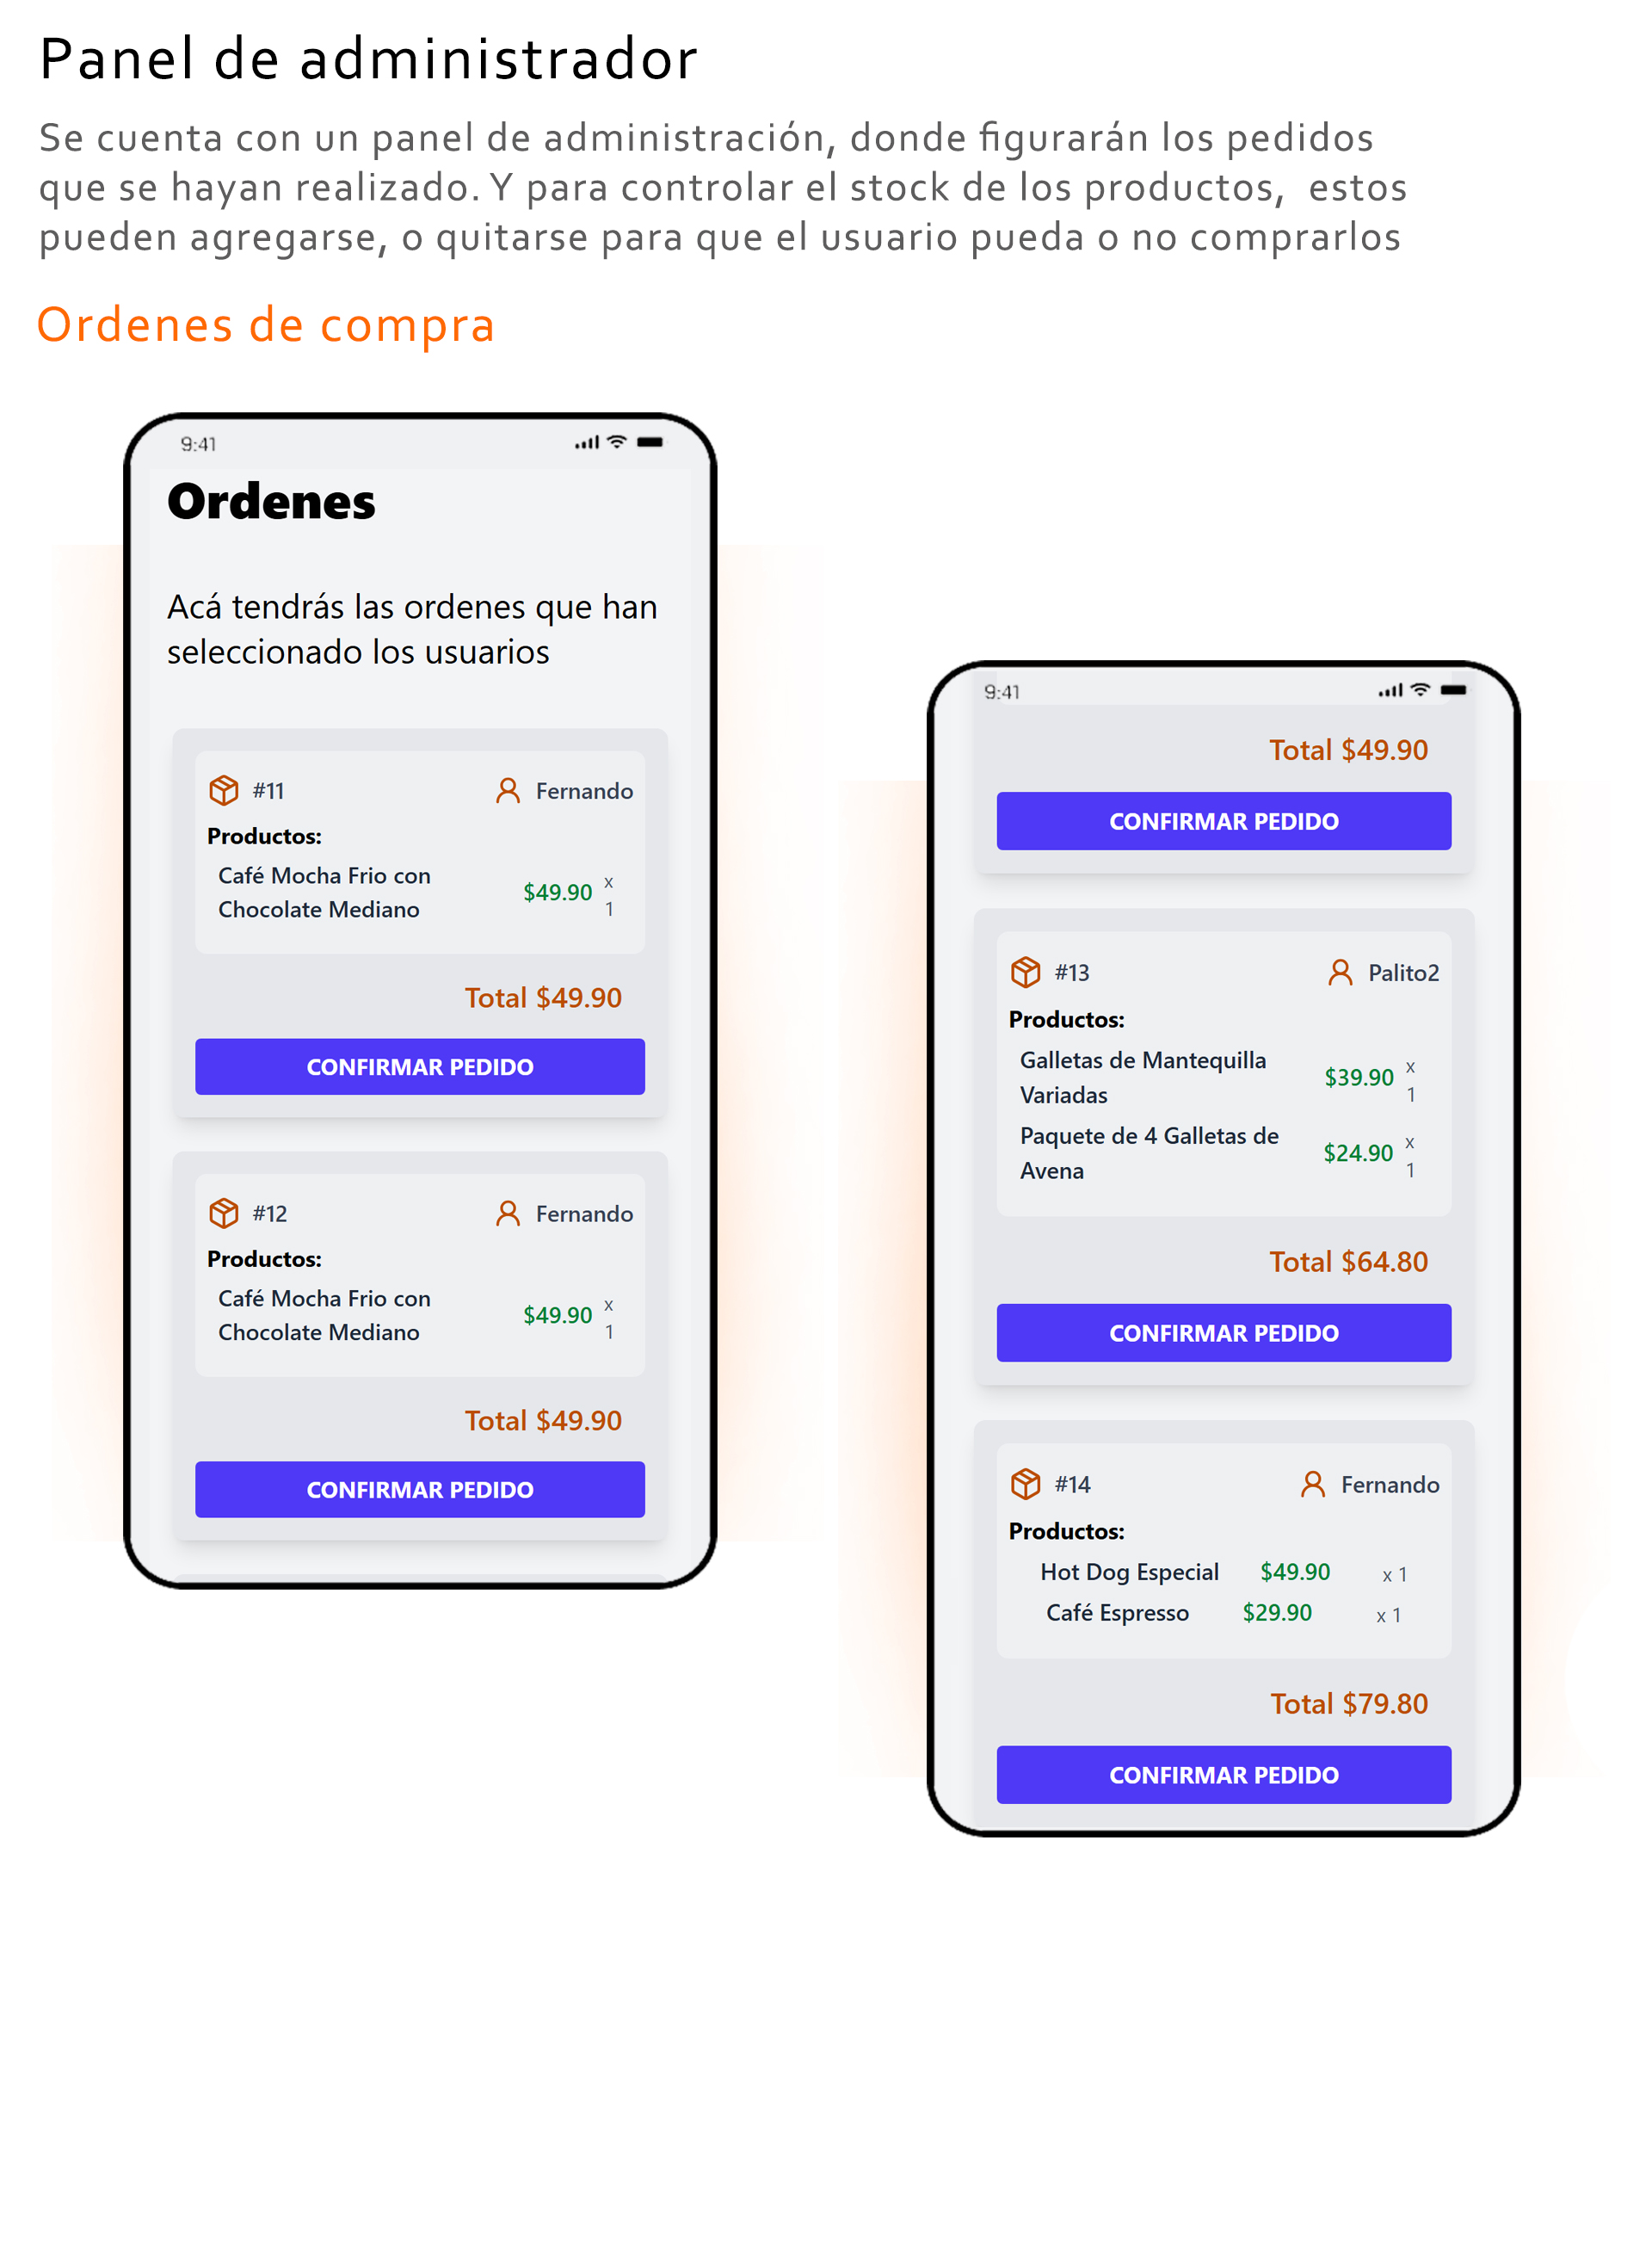 Panel de administrador
Se cuenta con un panel de administración, donde figurarán los pedidos
que se hayan realizado. Y para controlar el stock de los productos,  estos
pueden agregarse, o quitarse para que el usuario pueda o no comprarlos
Ordenes de compra
9:41
Ordenes
Acá tendrás las ordenes que han
seleccionado los usuarios
#11 Fernando
Productos:
Café Mocha Frio con
Chocolate Mediano
$49.90
x
1
Total $49.90
CONFIRMAR PEDIDO
#12 Fernando
Productos:
Café Mocha Frio con
Chocolate Mediano
$49.90
x
1
Total $49.90
CONFIRMAR PEDIDO
9:41
Total $49.90
CONFIRMAR PEDIDO
#13 Palito2
Productos:
Galletas de Mantequilla
Variadas
$39.90
x
1
Paquete de 4 Galletas de
Avena
$24.90
x
1
Total $64.80
CONFIRMAR PEDIDO
#14 Fernando
Productos:
Hot Dog Especial $49.90 x 1
Café Espresso $29.90 x 1
Total $79.80
CONFIRMAR PEDIDO